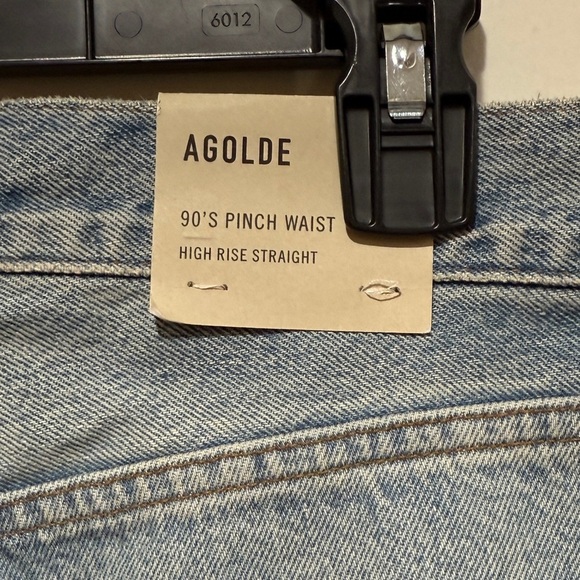 6012
AGOLDE
90'S PINCH WAIST
HIGH RISE STRAIGHT